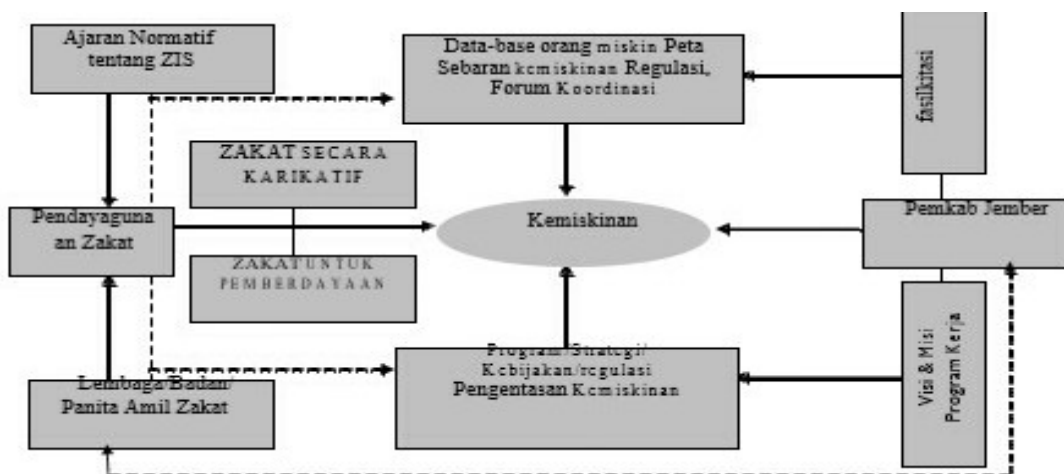 Ajaran Normatif
tentang ZIS
Data-base orang miskin Peta
Sebaran kemiskinan Regulasi,
Forum Koordinasi
fasilkitasi
ZAKAT SECARA
KARIKATIF
Pendayaguna
an Zakat
Kemiskinan
Pemkab Jember
ZAKAT UNTUK
PEMBERDAYAAN
Program/Strategi/
Kebijakan/regulasi
Pengentasan Kemiskinan
Lembaga/Badan/
Panita Amil Zakat
Visi & Misi
Program Kerja